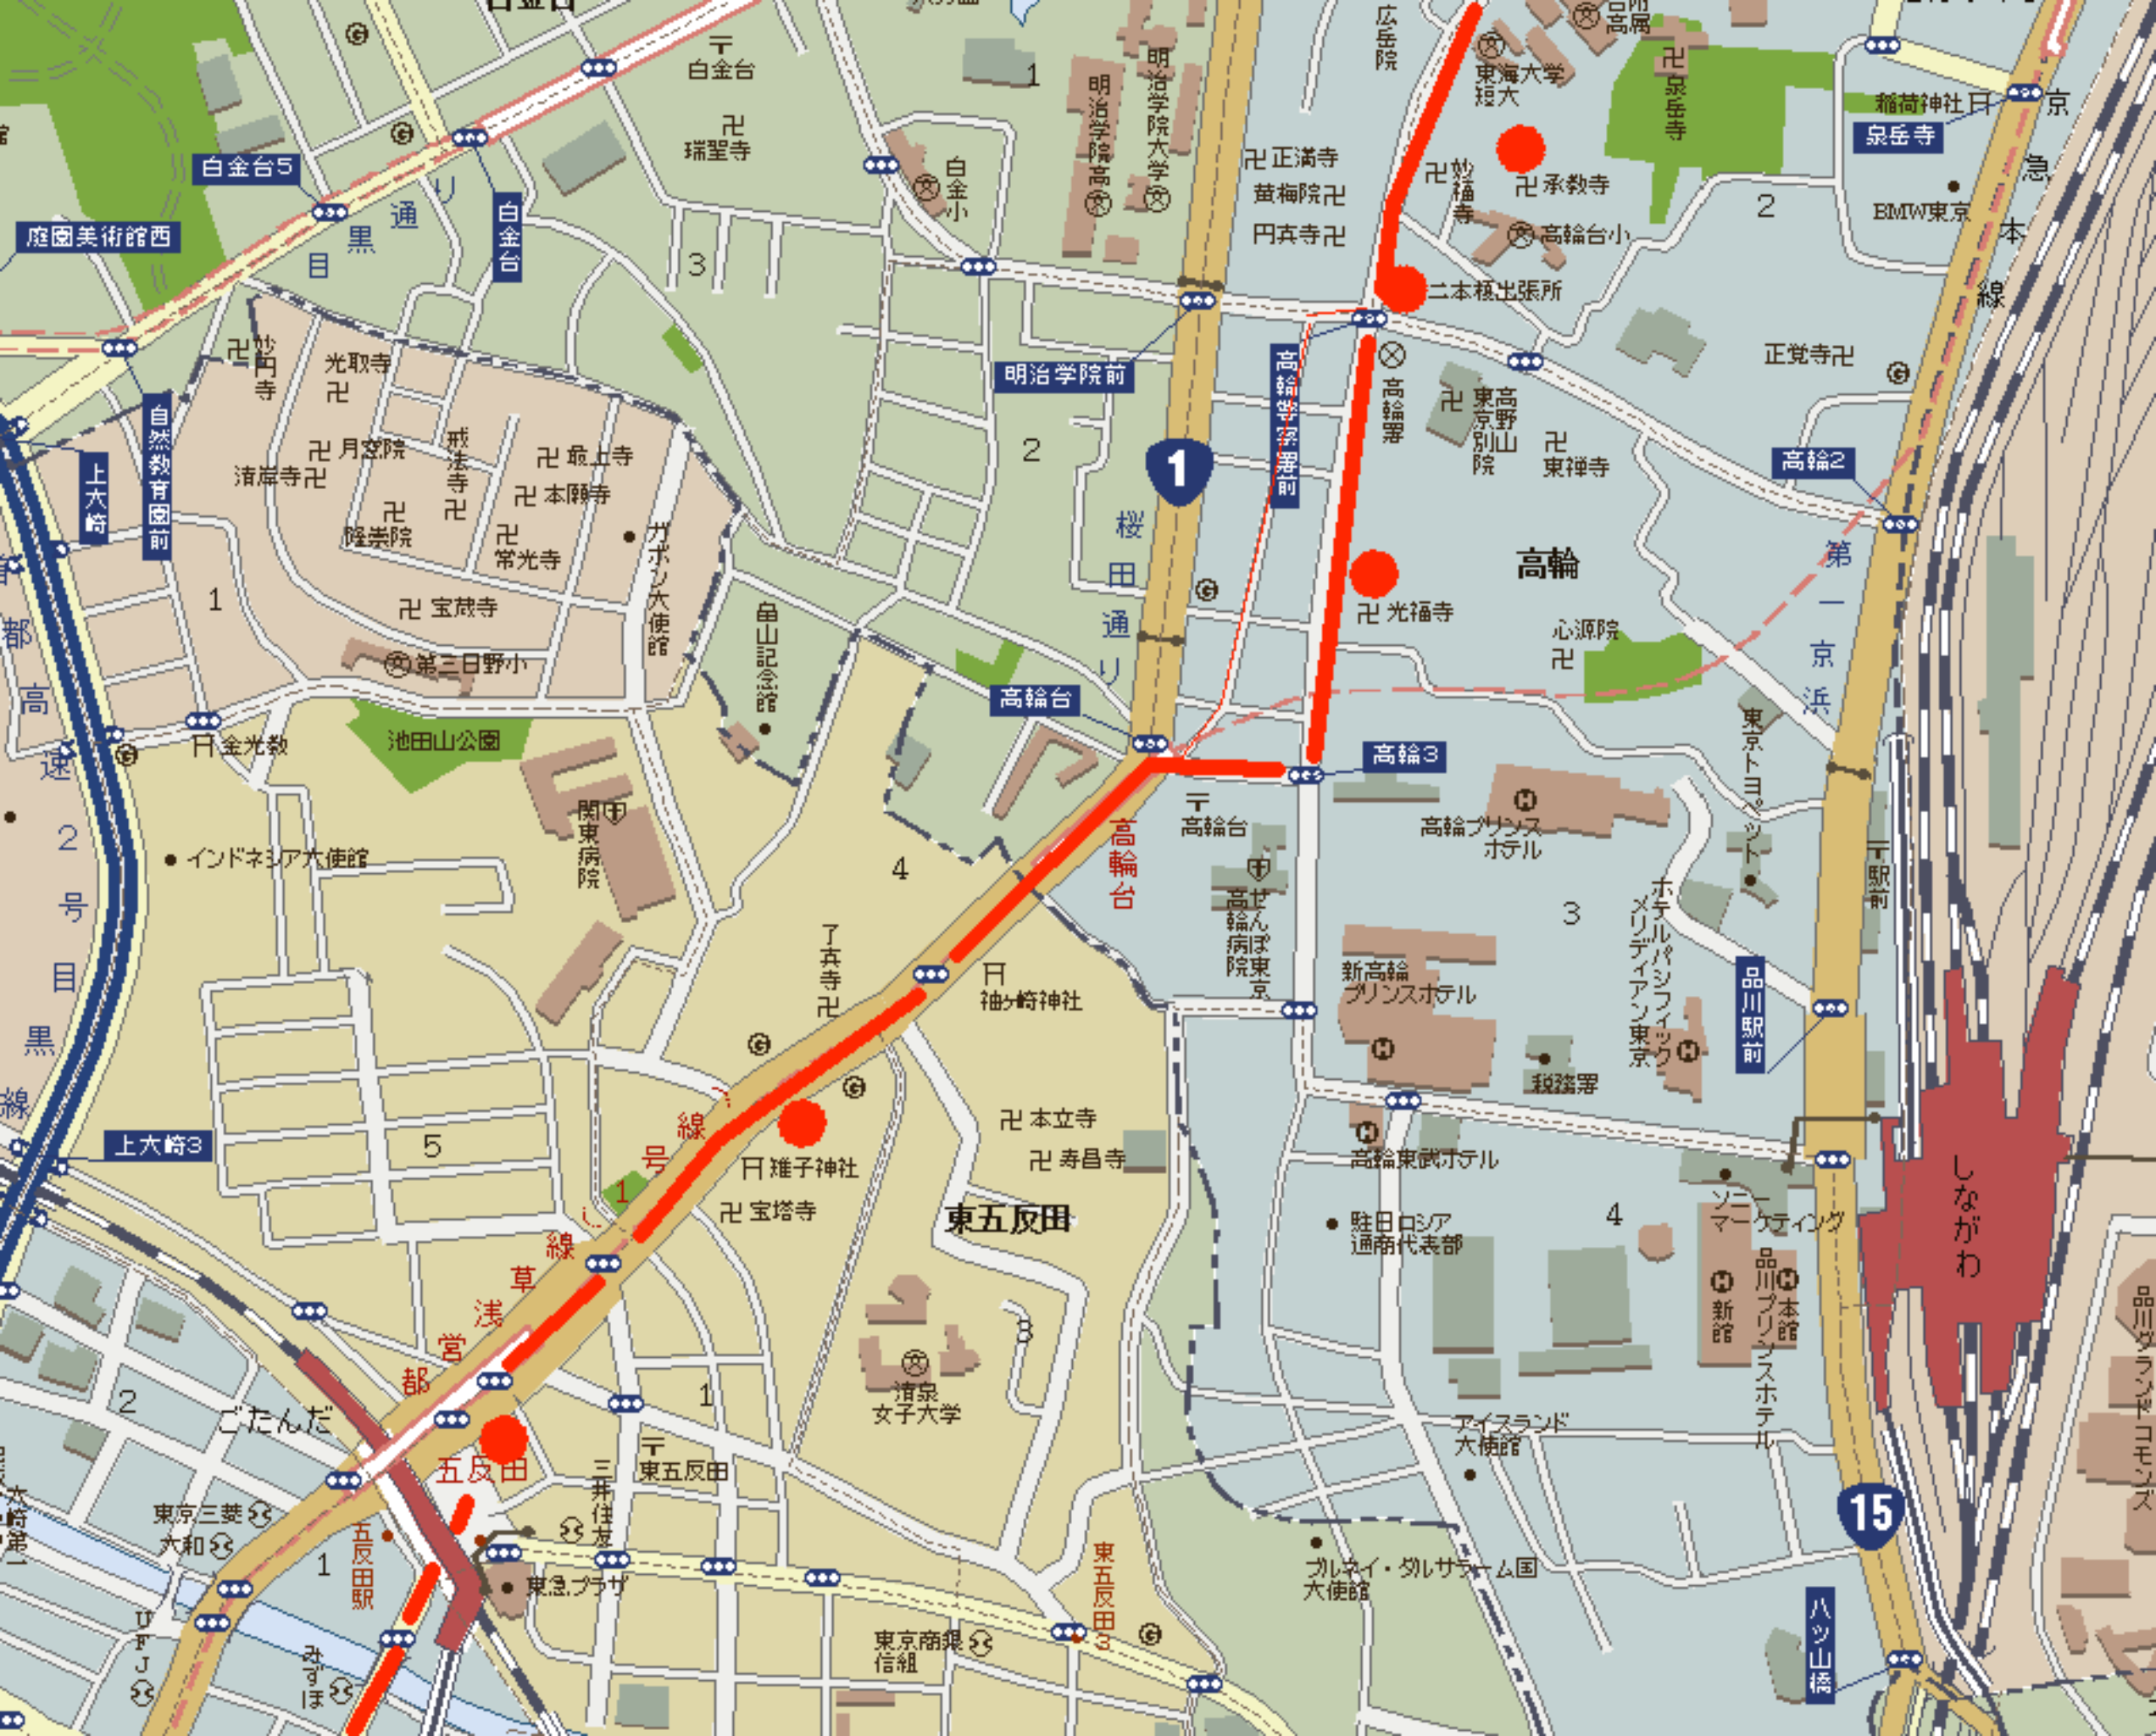 白金台
広岳院
高附属
白金台
1
明治学院高
明治学院大学
東海大学
短大
泉岳寺
稲荷神社
泉岳寺
京急本線
白金台5
瑞聖寺
白金小
正満寺
黄梅院
円真寺
妙福寺
承教寺
高輪台小
2
BMW東京
庭園美術館西
目黒通り
白金台
3
二本榎出張所
妙円寺
光取寺
明治学院前
高輪警察署前
高輪署
正覚寺
東京
高野山
別院
東禅寺
高輪2
上大崎
自然教育園前
月窓院
清岸寺
戒法寺
最上寺
本願寺
隆崇院
常光寺
ガボン大使館
2
1
桜田通り
高輪
第一京浜
1
宝蔵寺
第三日野小
畠山記念館
光福寺
心源院
高輪台
高輪3
金光教
池田山公園
関東病院
高輪台
高輪台
高輪プリンス
ホテル
東京トヨペット
駅前
インドネシア大使館
4
首都高速2号目黒線
せんぽ東京
高輪病院
3
ホテルパシフィック
メリディアン東京
新高輪
プリンスホテル
品川駅前
了真寺
袖ヶ崎神社
税務署
本立寺
寿昌寺
上大崎3
5
雉子神社
宝塔寺
東五反田
高輪東武ホテル
ソニー
マーケティング
しながわ
駐日ロシア
通商代表部
4
新館
品川プリンスホテル
本館
品川グランドコモンズ
都営浅草線
1号線
3
清泉
女子大学
2
ごたんだ
五反田
1
東五反田
三井住友
アイスランド
大使館
15
東京三菱
大和
五反田駅
1
東急プラザ
東五反田3
ブルネイ・ダルサラーム国
大使館
八ツ山橋
UFJ
みずほ
東京商銀
信組
大崎第一